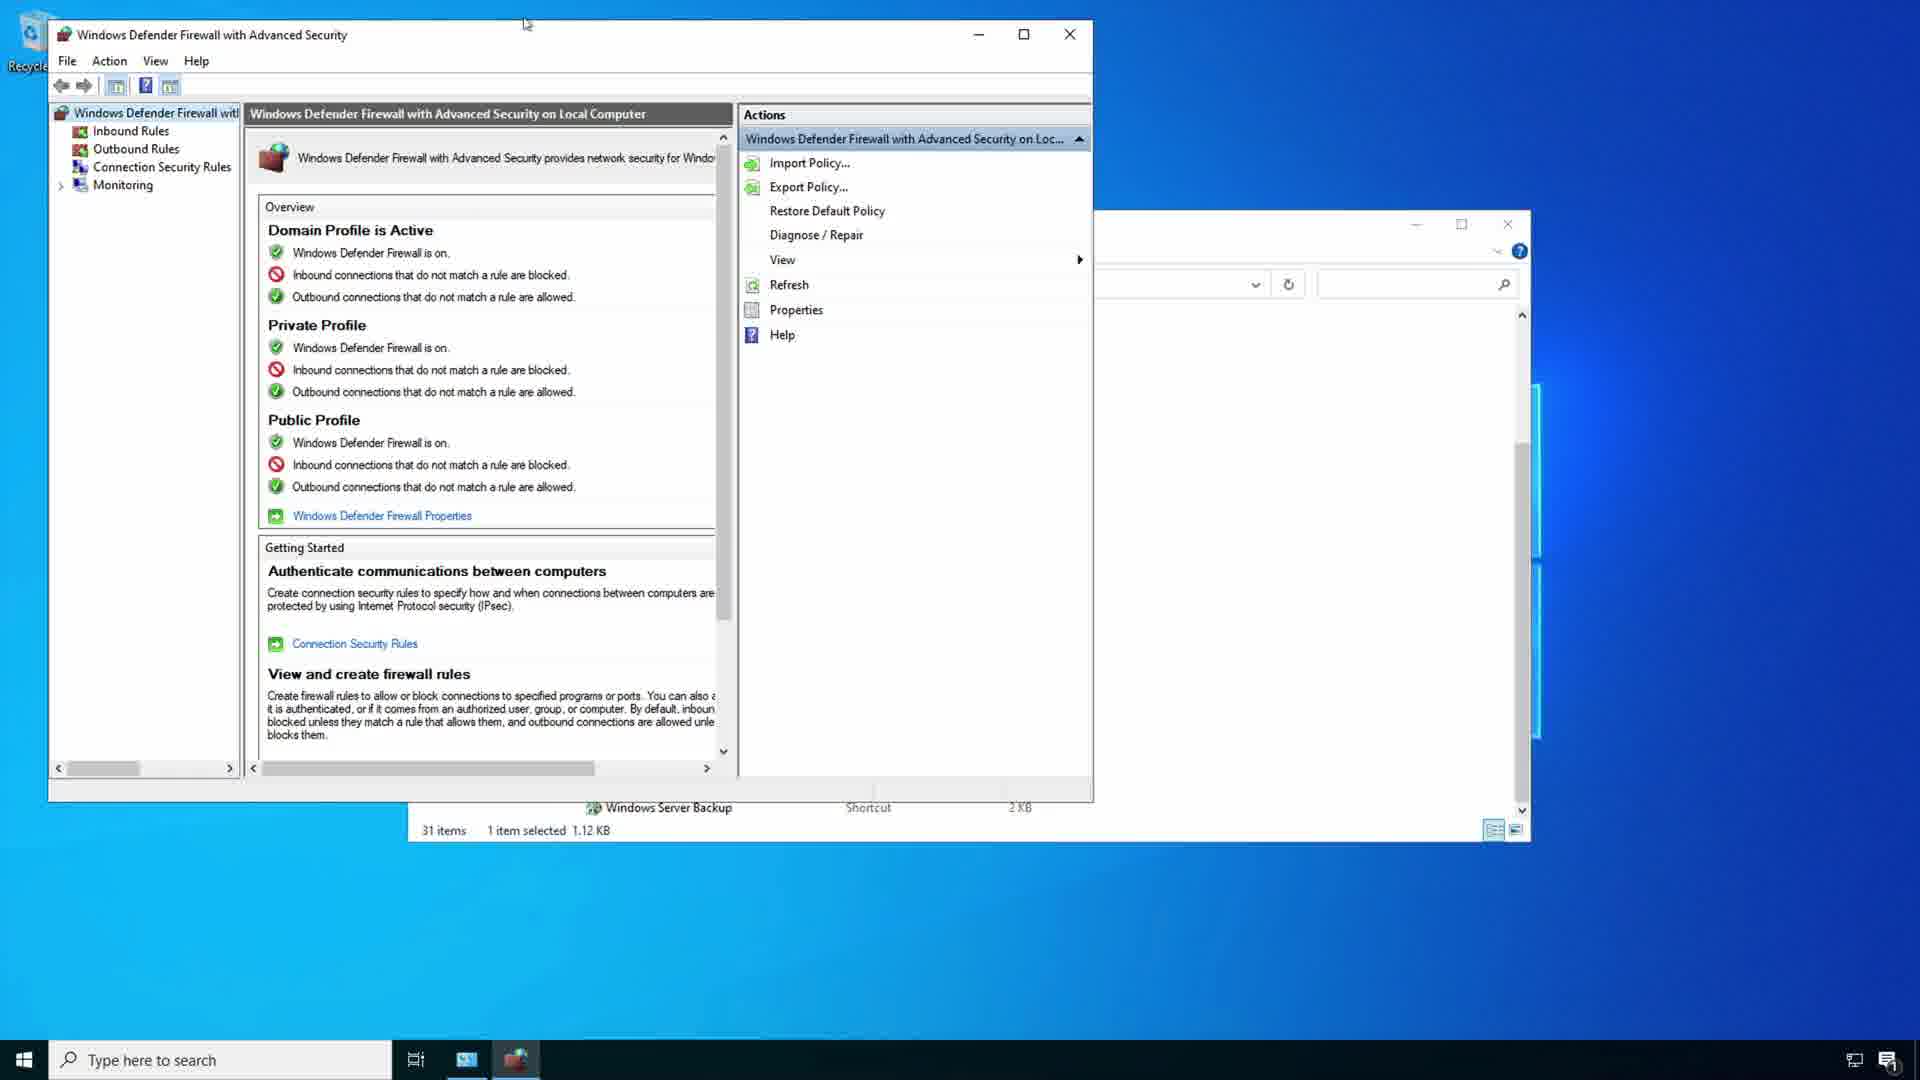 Recycle
Windows Defender Firewall with Advanced Security
File Action View Help
Windows Defender Firewall with
Inbound Rules
Outbound Rules
Connection Security Rules
Monitoring
Windows Defender Firewall with Advanced Security on Local Computer
Windows Defender Firewall with Advanced Security provides network security for Windo
Overview
Domain Profile is Active
Windows Defender Firewall is on.
Inbound connections that do not match a rule are blocked.
Outbound connections that do not match a rule are allowed.
Private Profile
Windows Defender Firewall is on.
Inbound connections that do not match a rule are blocked.
Outbound connections that do not match a rule are allowed.
Public Profile
Windows Defender Firewall is on.
Inbound connections that do not match a rule are blocked.
Outbound connections that do not match a rule are allowed.
Windows Defender Firewall Properties
Getting Started
Authenticate communications between computers
Create connection security rules to specify how and when connections between computers are
protected by using Internet Protocol security (IPsec).
Connection Security Rules
View and create firewall rules
Create firewall rules to allow or block connections to specified programs or ports. You can also a
it is authenticated, or if it comes from an authorized user, group, or computer. By default, inboun
blocked unless they match a rule that allows them, and outbound connections are allowed unle
blocks them.
Actions
Windows Defender Firewall with Advanced Security on Loc...
Import Policy...
Export Policy...
Restore Default Policy
Diagnose / Repair
View
Refresh
Properties
Help
Windows Server Backup Shortcut 2 KB
31 items 1 item selected 1.12 KB
Type here to search
1